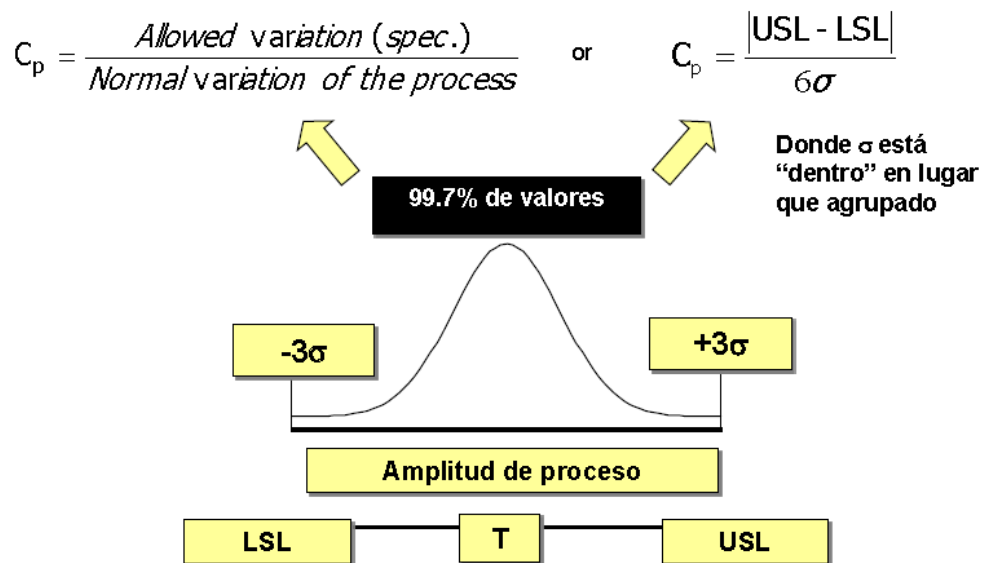 Cp = Allowed variation (spec.) / Normal variation of the process or Cp = |USL - LSL| / 6σ
Donde σ está
“dentro” en lugar
que agrupado
99.7% de valores
-3σ
+3σ
Amplitud de proceso
LSL
T
USL